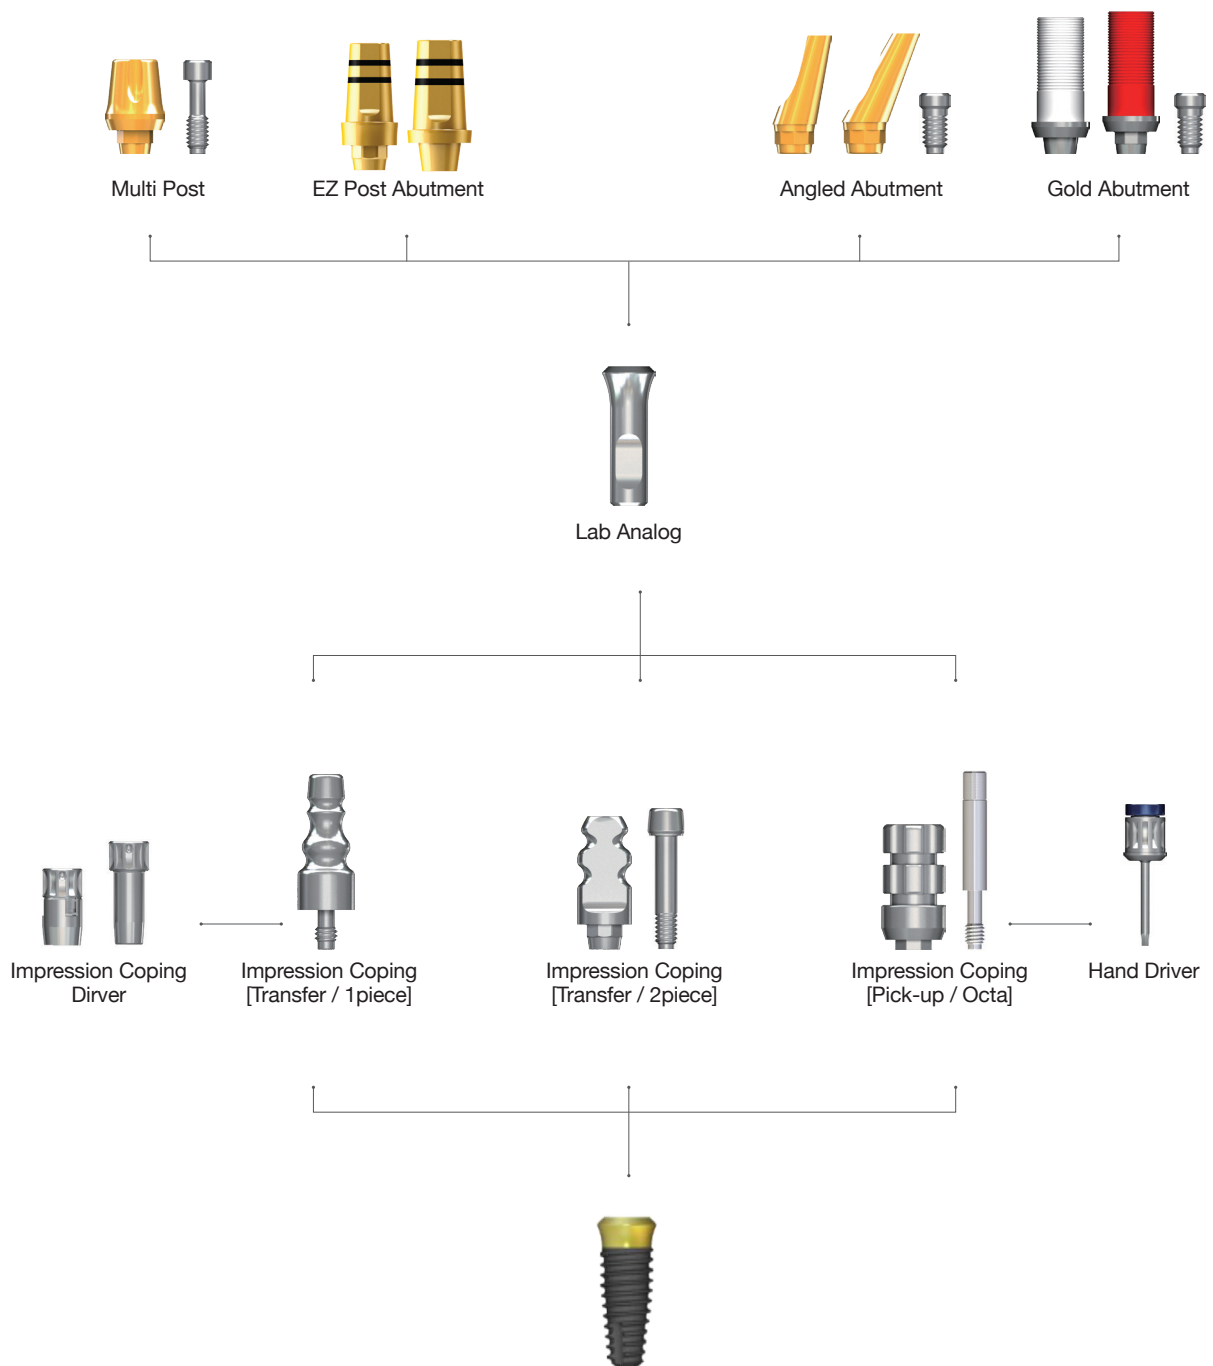 Multi Post
EZ Post Abutment
Angled Abutment
Gold Abutment
Lab Analog
Impression Coping
Dirver
Impression Coping
[Transfer / 1piece]
Impression Coping
[Transfer / 2piece]
Impression Coping
[Pick-up / Octa]
Hand Driver